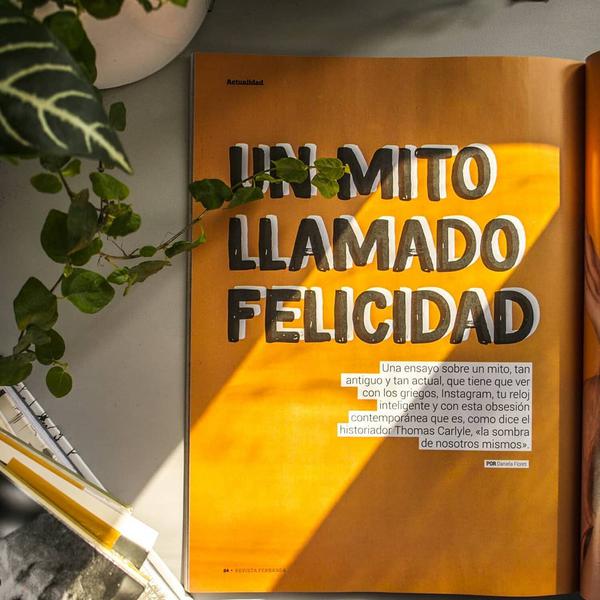 Actualidad
UN MITO
LLAMADO
FELICIDAD
Una ensayo sobre un mito, tan
antiguo y tan actual, que tiene que ver
con los griegos, Instagram, tu reloj
inteligente y con esta obsesión
contemporánea que es, como dice el
historiador Thomas Carlyle, «la sombra
de nosotros mismos».
POR Daniela Flores
64 • REVISTA FERNANDA